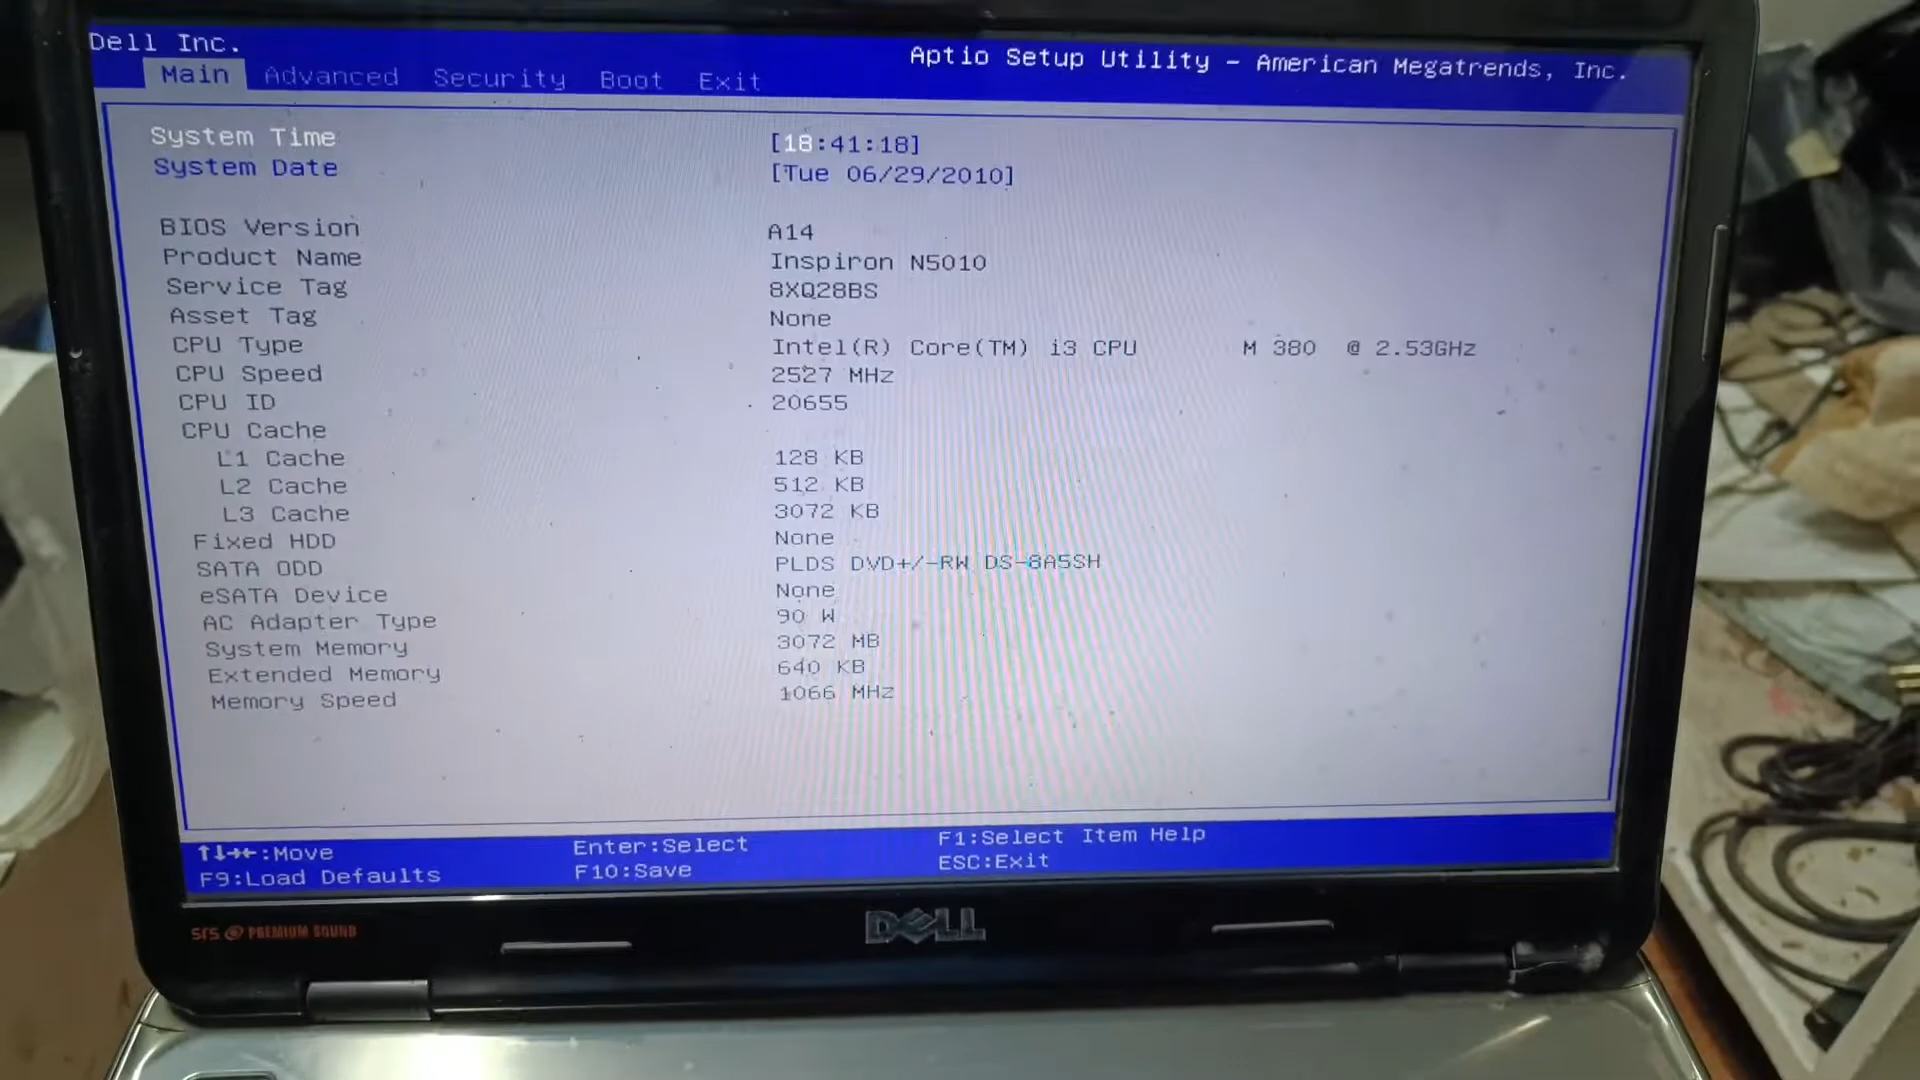 Dell Inc.
Aptio Setup Utility - American Megatrends, Inc.
Main Advanced Security Boot Exit
System Time [18:41:18]
System Date [Tue 06/29/2010]
BIOS Version A14
Product Name Inspiron N5010
Service Tag 8XQ28BS
Asset Tag None
CPU Type Intel(R) Core(TM) i3 CPU M 380 @ 2.53GHz
CPU Speed 2527 MHz
CPU ID 20655
CPU Cache
L1 Cache 128 KB
L2 Cache 512 KB
L3 Cache 3072 KB
Fixed HDD None
SATA ODD PLDS DVD+/-RW DS-8A5SH
eSATA Device None
AC Adapter Type 90 W
System Memory 3072 MB
Extended Memory 640 KB
Memory Speed 1066 MHz
↑↓→←:Move Enter:Select F1:Select Item Help
F9:Load Defaults F10:Save ESC:Exit
SRS PREMIUM SOUND
DELL